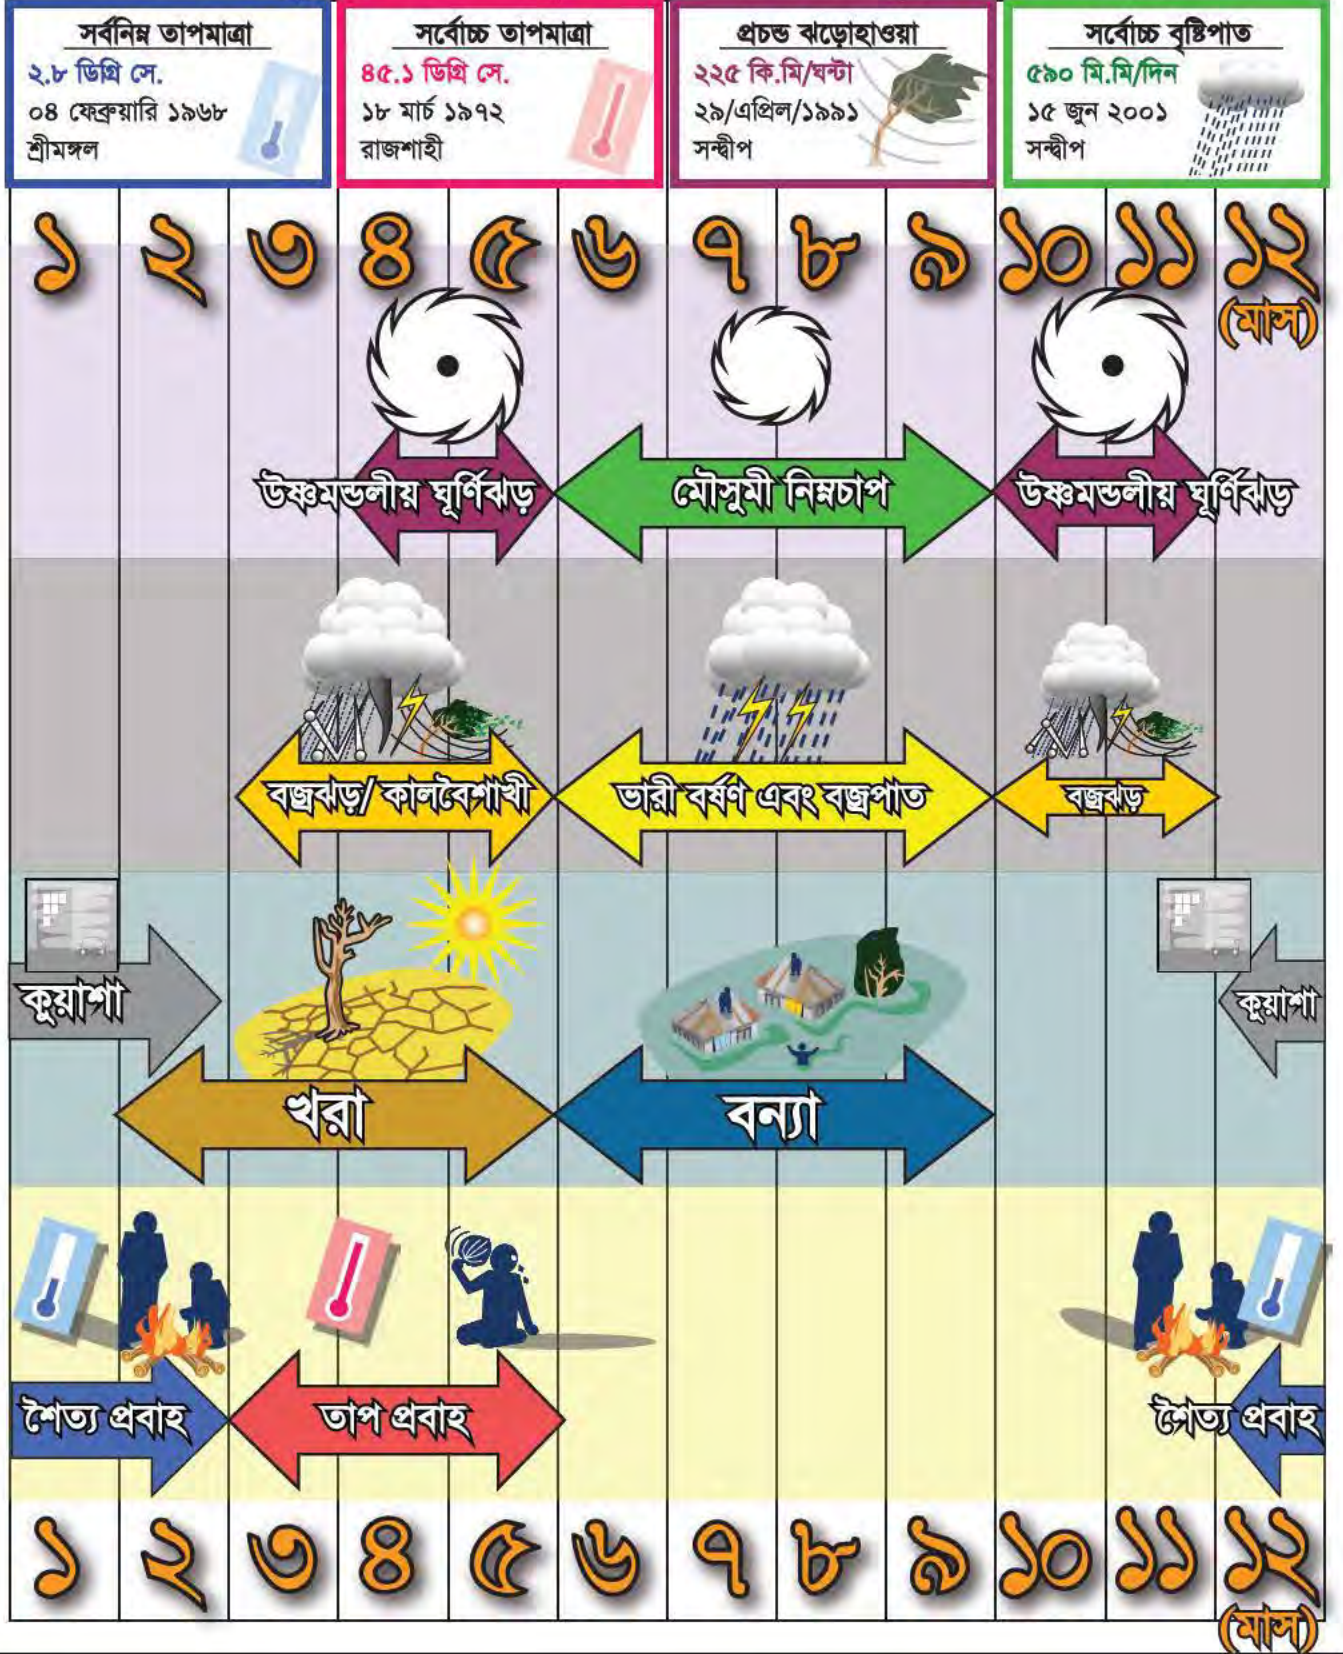 সর্বনিম্ন তাপমাত্রা
২.৮ ডিগ্রি সে.
০৪ ফেব্রুয়ারি ১৯৬৮
শ্রীমঙ্গল
সর্বোচ্চ তাপমাত্রা
৪৫.১ ডিগ্রি সে.
১৮ মার্চ ১৯৭২
রাজশাহী
প্রচন্ড ঝড়োহাওয়া
২২৫ কি.মি/ঘন্টা
২৯/এপ্রিল/১৯৯১
সন্দ্বীপ
সর্বোচ্চ বৃষ্টিপাত
৫৯০ মি.মি/দিন
১৫ জুন ২০০১
সন্দ্বীপ
১ ২ ৩ ৪ ৫ ৬ ৭ ৮ ৯ ১০ ১১ ১২
(মাস)
উষ্ণমন্ডলীয় ঘূর্ণিঝড় মৌসুমী নিম্নচাপ উষ্ণমন্ডলীয় ঘূর্ণিঝড়
বজ্রঝড়/ কালবৈশাখী ভারী বর্ষণ এবং বজ্রপাত বজ্রঝড়
কুয়াশা কুয়াশা
খরা বন্যা
শৈত্য প্রবাহ তাপ প্রবাহ শৈত্য প্রবাহ
১ ২ ৩ ৪ ৫ ৬ ৭ ৮ ৯ ১০ ১১ ১২
(মাস)